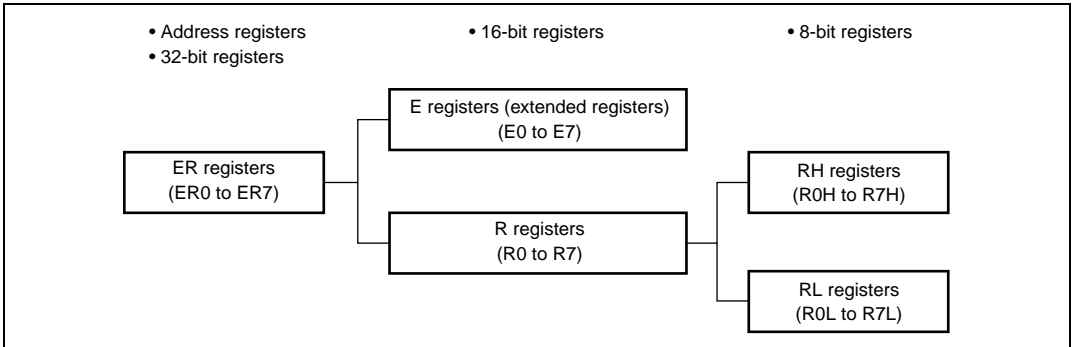 • Address registers
• 32-bit registers
• 16-bit registers
• 8-bit registers
ER registers
(ER0 to ER7)
E registers (extended registers)
(E0 to E7)
R registers
(R0 to R7)
RH registers
(R0H to R7H)
RL registers
(R0L to R7L)